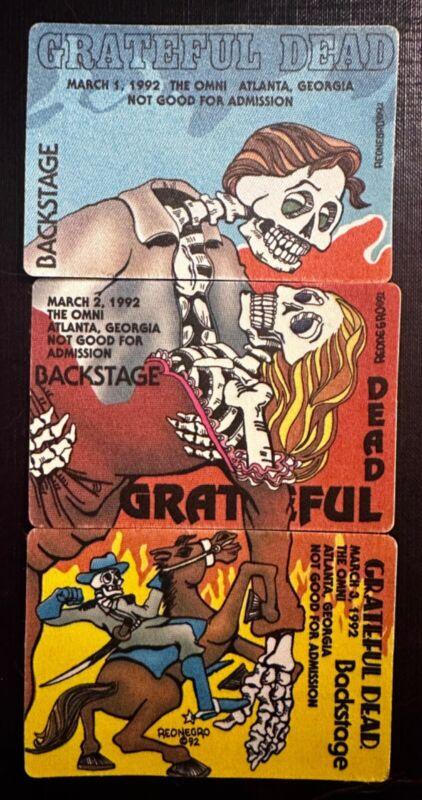 GRATEFUL DEAD
MARCH 1, 1992 THE OMNI ATLANTA, GEORGIA
NOT GOOD FOR ADMISSION
BACKSTAGE
MARCH 2, 1992
THE OMNI
ATLANTA, GEORGIA
NOT GOOD FOR
ADMISSION
BACKSTAGE
GRATEFUL
DEAD
GRATEFUL DEAD
MARCH 3, 1992
THE OMNI
ATLANTA, GEORGIA
NOT GOOD FOR ADMISSION
Backstage
REONEGRO
©92